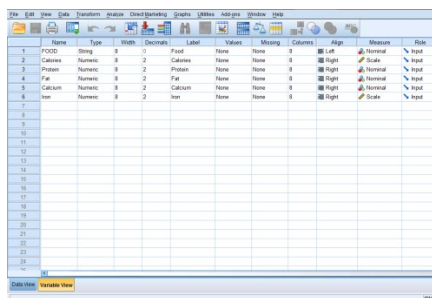 File Edit View Data Transform Analyze Direct Marketing Graphs Utilities Add-ons Window Help
Name Type Width Decimals Label Values Missing Columns Align Measure Role
1 FOOD String 8 0 Food None None 8 Left Nominal Input
2 Calories Numeric 8 2 Calories None None 8 Right Scale Input
3 Protein Numeric 8 2 Protein None None 8 Right Nominal Input
4 Fat Numeric 8 2 Fat None None 8 Right Nominal Input
5 Calcium Numeric 8 2 Calcium None None 8 Right Nominal Input
6 Iron Numeric 8 2 Iron None None 8 Right Scale Input
7
8
9
10
11
12
13
14
15
16
17
18
19
20
21
22
23
24
Data View Variable View